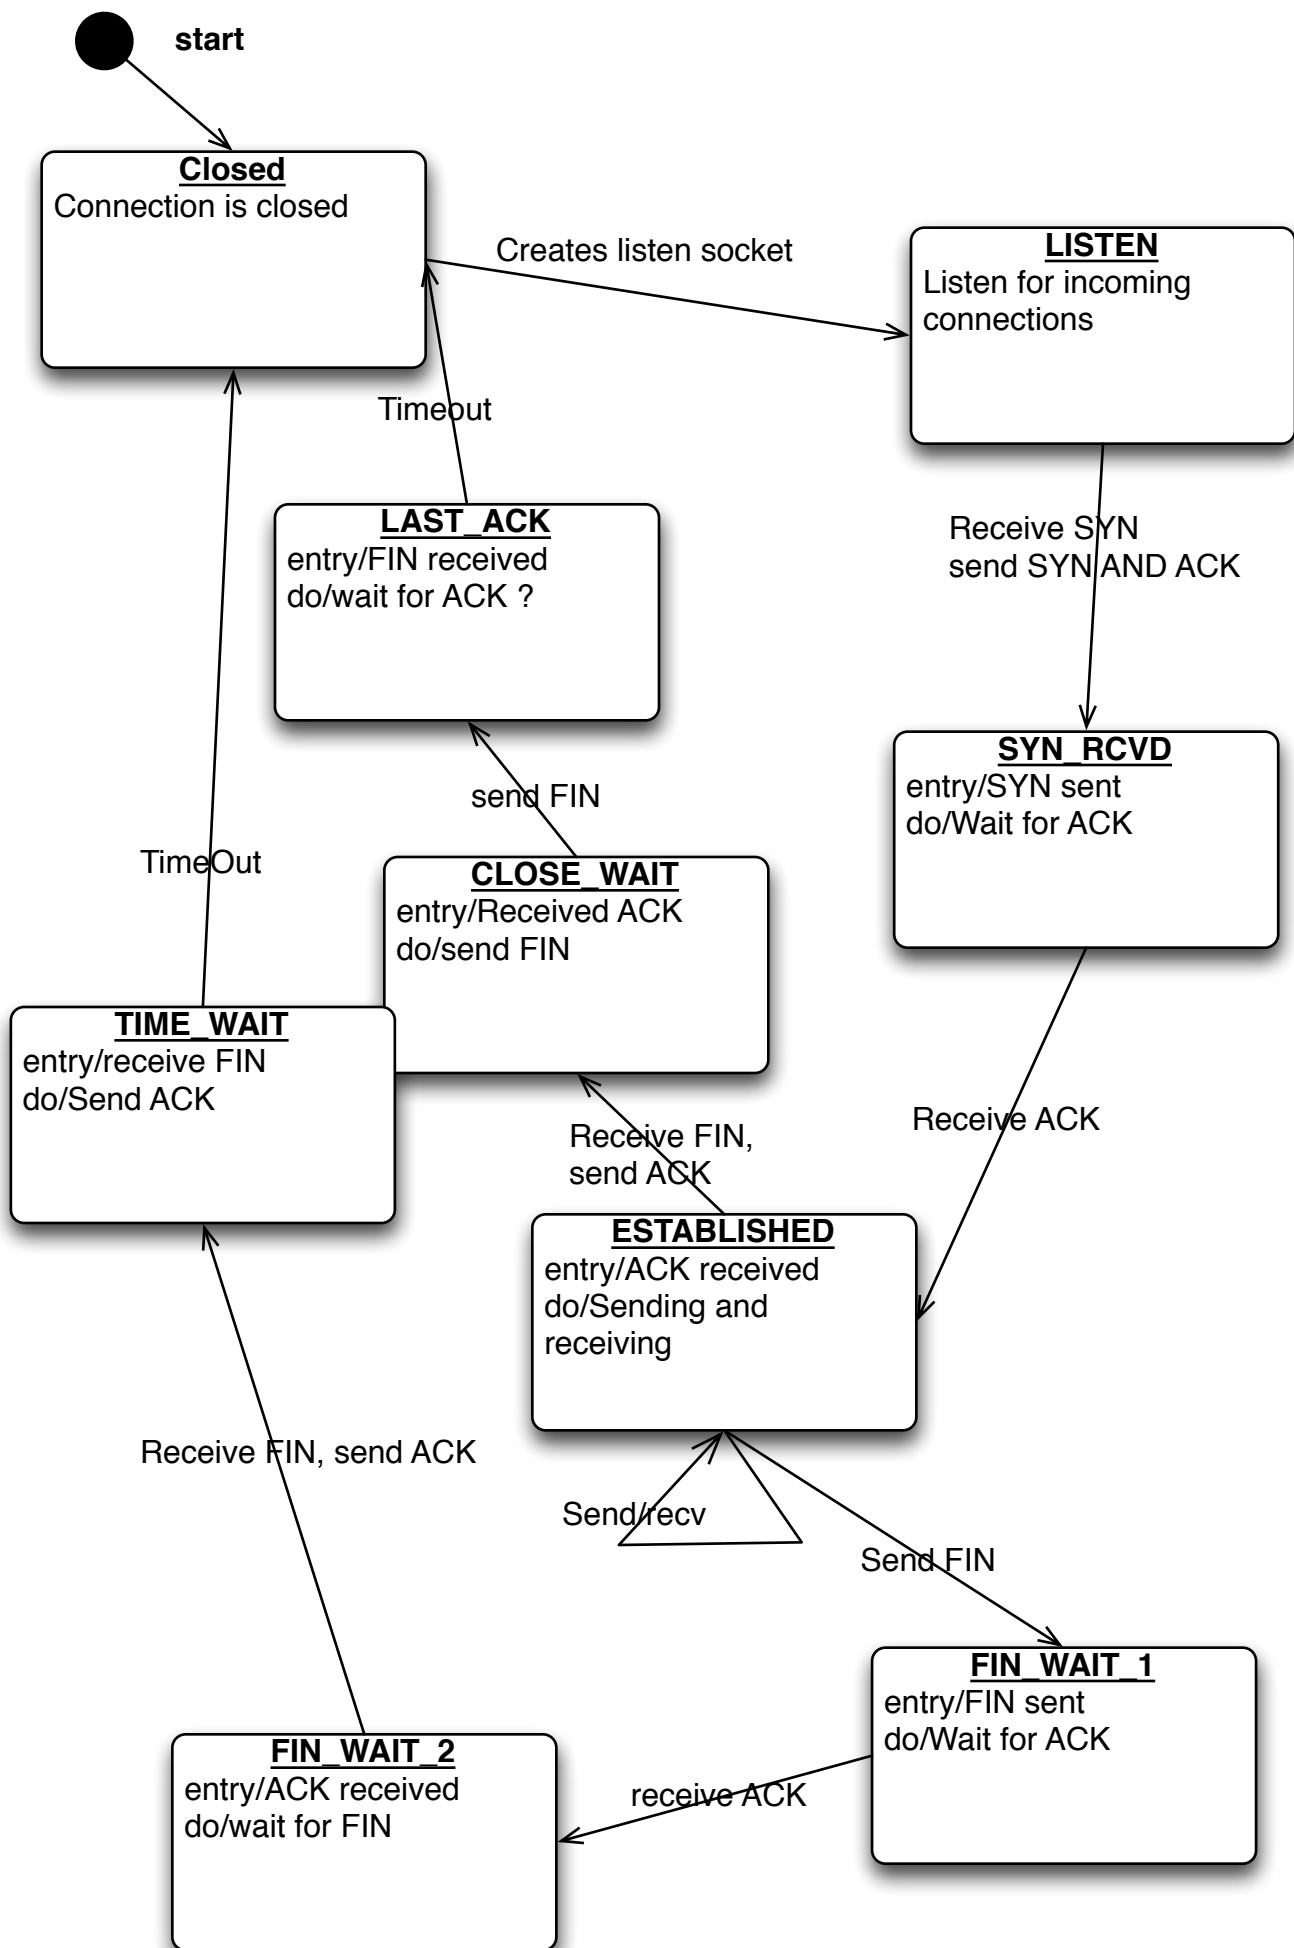 start
Closed
Connection is closed
Creates listen socket
LISTEN
Listen for incoming
connections
Timeout
LAST_ACK
entry/FIN received
do/wait for ACK ?
Receive SYN
send SYN AND ACK
SYN_RCVD
entry/SYN sent
do/Wait for ACK
send FIN
TimeOut
CLOSE_WAIT
entry/Received ACK
do/send FIN
TIME_WAIT
entry/receive FIN
do/Send ACK
Receive FIN,
send ACK
Receive ACK
ESTABLISHED
entry/ACK received
do/Sending and
receiving
Receive FIN, send ACK
Send/recv
Send FIN
FIN_WAIT_1
entry/FIN sent
do/Wait for ACK
FIN_WAIT_2
entry/ACK received
do/wait for FIN
receive ACK